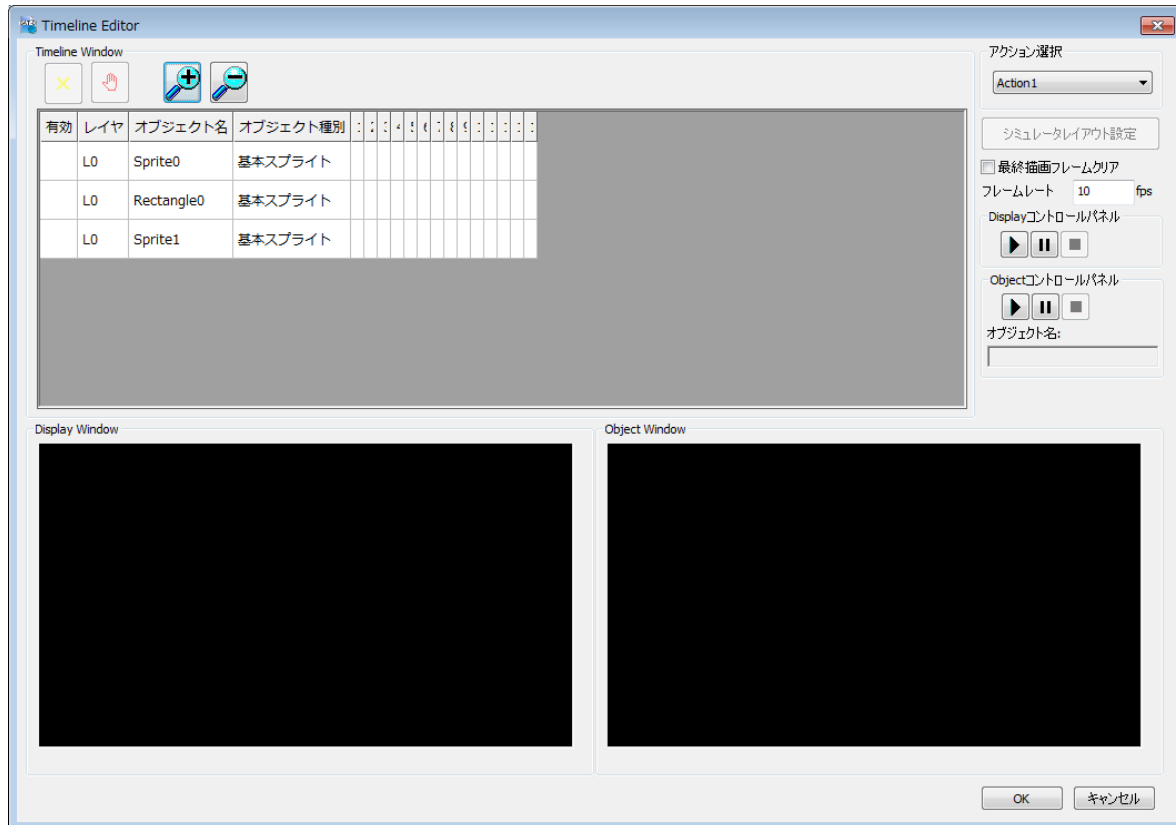 Timeline Editor
Timeline Window
有効 レイヤ オブジェクト名 オブジェクト種別
L0 Sprite0 基本スプライト
L0 Rectangle0 基本スプライト
L0 Sprite1 基本スプライト
アクション選択
Action1
シミュレータレイアウト設定
最終描画フレームクリア
フレームレート 10 fps
Displayコントロールパネル
Objectコントロールパネル
オブジェクト名:
Display Window
Object Window
OK キャンセル